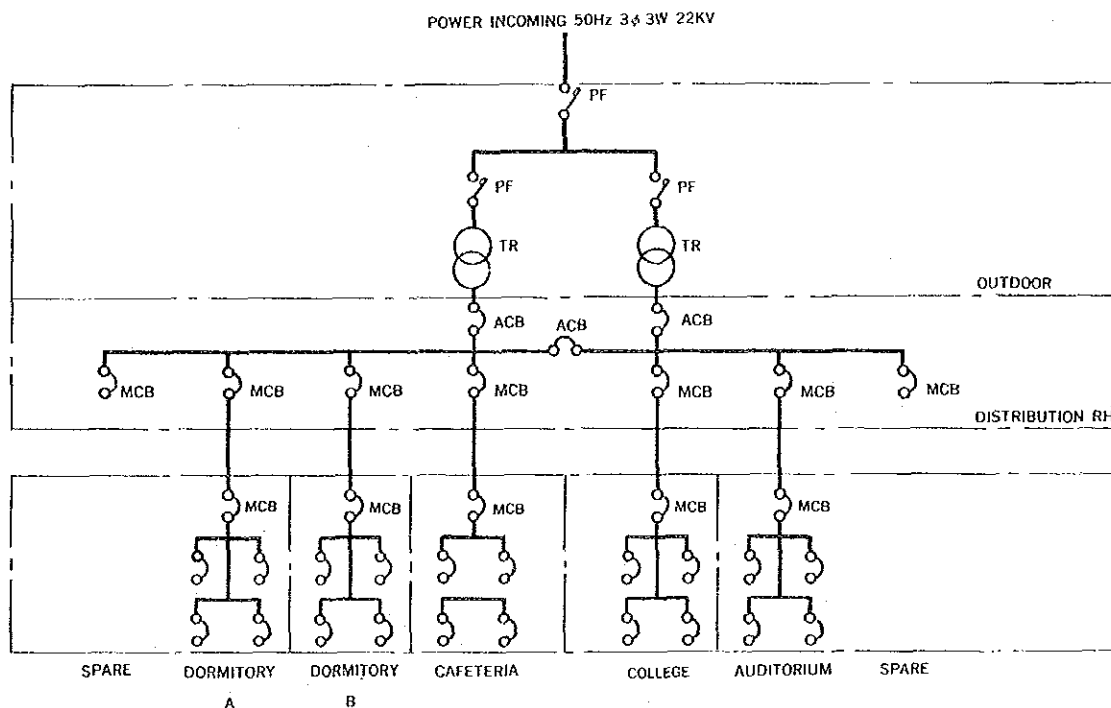 POWER INCOMING 50Hz 3φ 3W 22KV
PF
PF
PF
TR
TR
OUTDOOR
ACB
ACB
ACB
MCB
MCB
MCB
MCB
MCB
MCB
MCB
DISTRIBUTION RH
MCB
MCB
MCB
MCB
MCB
SPARE
DORMITORY
A
DORMITORY
B
CAFETERIA
COLLEGE
AUDITORIUM
SPARE